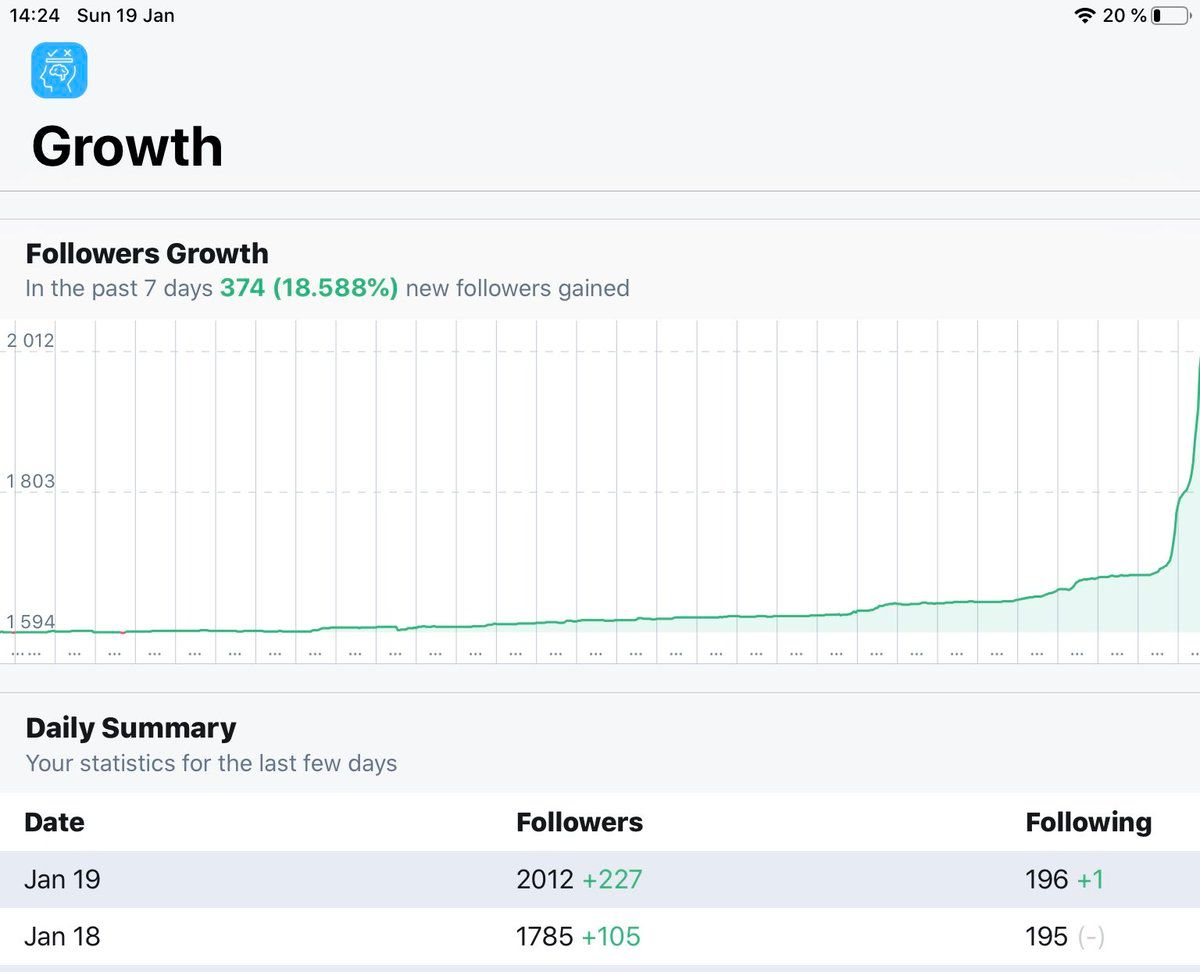 14:24 Sun 19 Jan 20 %
Growth
Followers Growth
In the past 7 days 374 (18.588%) new followers gained
2 012
1 803
1 594
... ... ... ... ... ... ... ... ... ... ... ... ... ... ... ... ... ... ... ... ... ... ... ... ... ... ... ... ... ... ...
Daily Summary
Your statistics for the last few days
Date Followers Following
Jan 19 2012 +227 196 +1
Jan 18 1785 +105 195 (-)